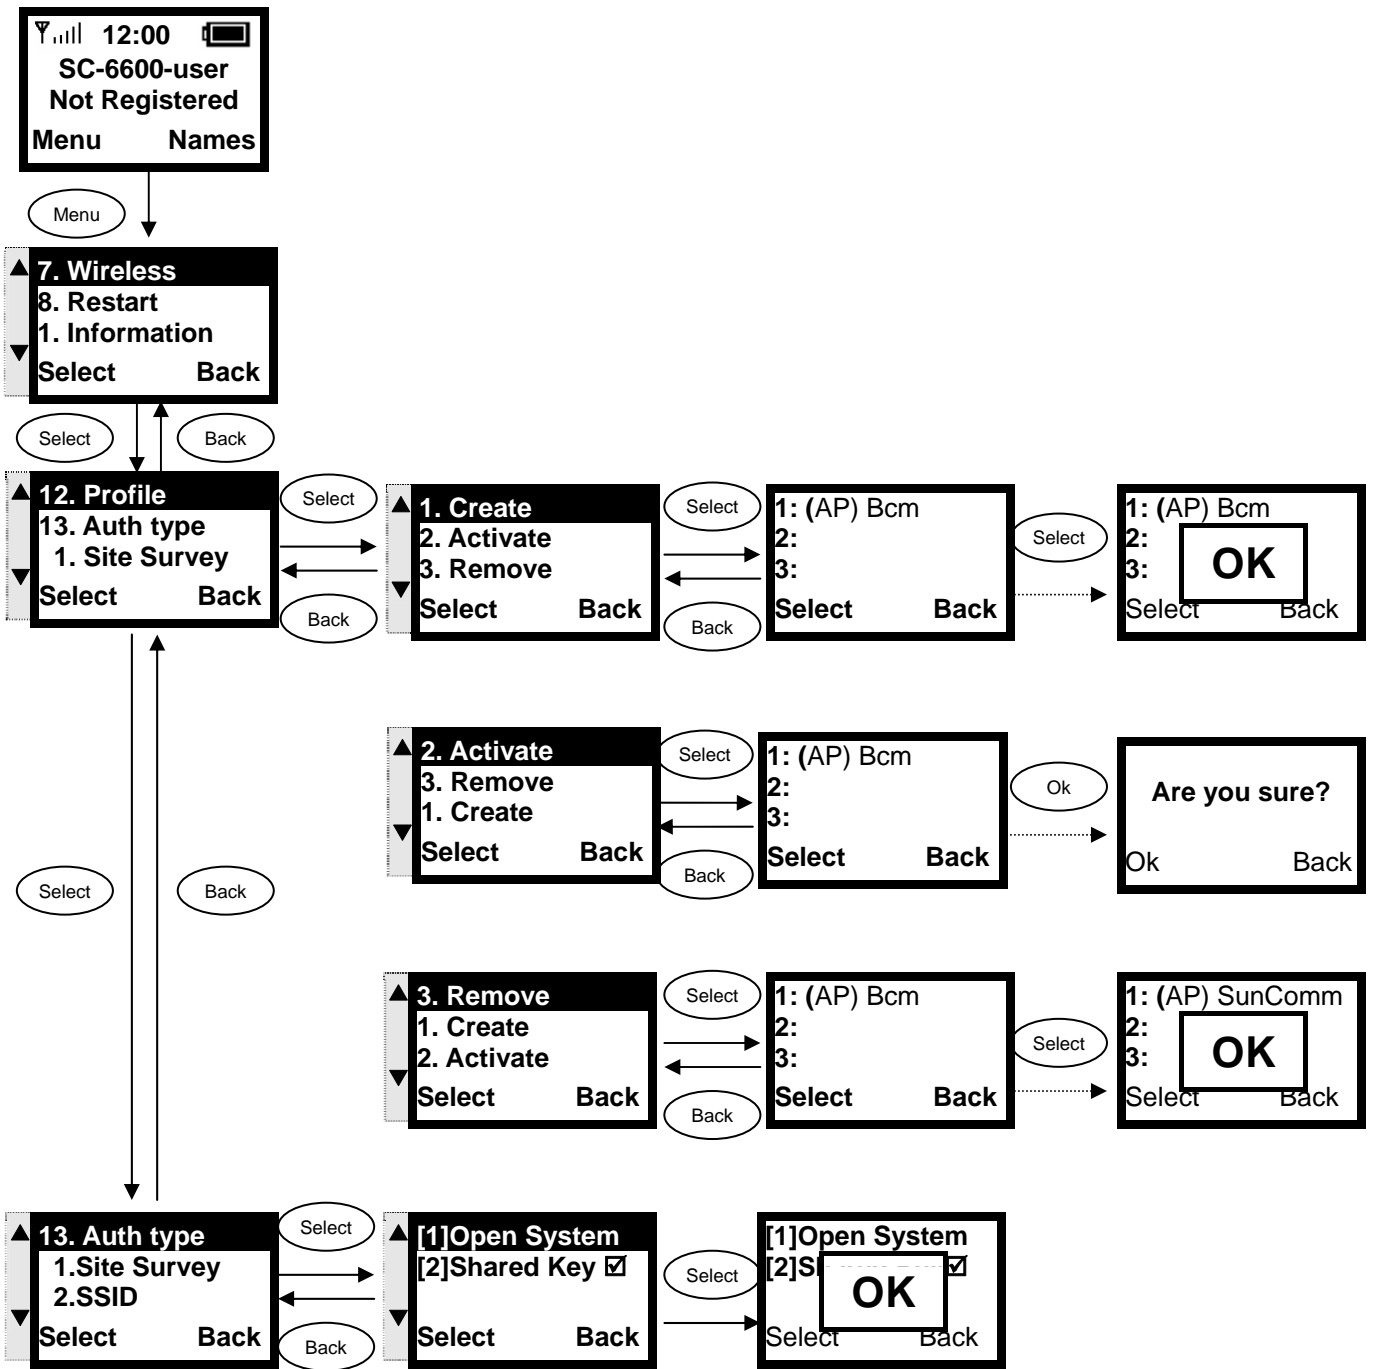 12:00
SC-6600-user
Not Registered
Menu Names
Menu
7. Wireless
8. Restart
1. Information
Select Back
Select
Back
12. Profile
13. Auth type
1. Site Survey
Select Back
Select
Back
1. Create
2. Activate
3. Remove
Select Back
Select
Back
1: (AP) Bcm
2:
3:
Select Back
Select
1: (AP) Bcm
2:
3:
OK
Select Back
2. Activate
3. Remove
1. Create
Select Back
Select
Back
1: (AP) Bcm
2:
3:
Select Back
Ok
Are you sure?
Ok Back
Select
Back
3. Remove
1. Create
2. Activate
Select Back
Select
Back
1: (AP) Bcm
2:
3:
Select Back
Select
1: (AP) SunComm
2:
3:
OK
Select Back
13. Auth type
1.Site Survey
2.SSID
Select Back
Select
Back
[1]Open System
[2]Shared Key ☑
Select Back
Select
[1]Open System
[2]S ☑
OK
Select Back